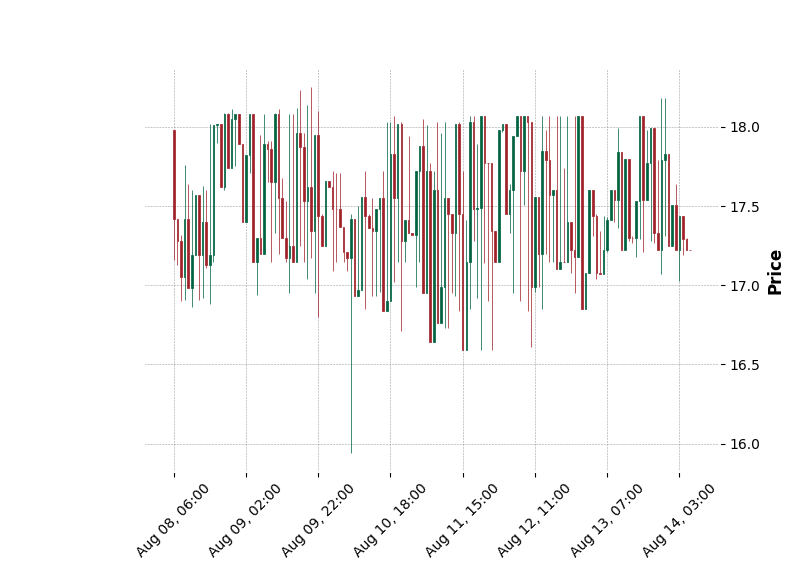 18.0
17.5
17.0
16.5
16.0
Price
Aug 08, 06:00
Aug 09, 02:00
Aug 09, 22:00
Aug 10, 18:00
Aug 11, 15:00
Aug 12, 11:00
Aug 13, 07:00
Aug 14, 03:00